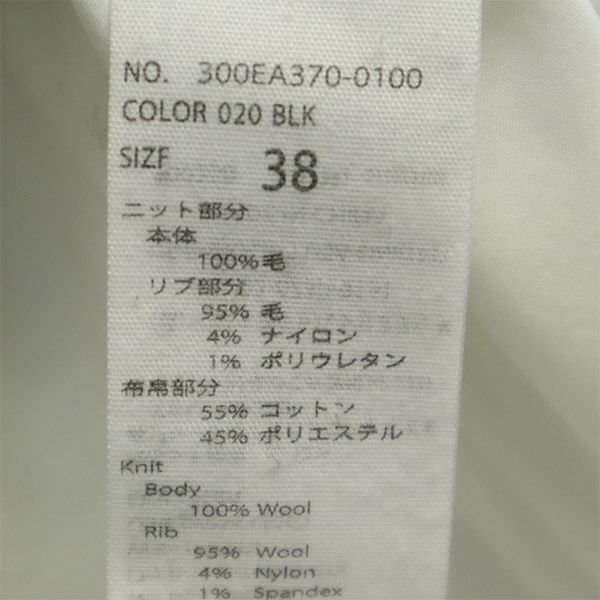 NO. 300EA370-0100
COLOR 020 BLK
SIZE 38
ニット部分
本体
100% 毛
リブ部分
95% 毛
4% ナイロン
1% ポリウレタン
布帛部分
55% コットン
45% ポリエステル
Knit
Body
100% Wool
Rib
95% Wool
4% Nylon
1% Spandex